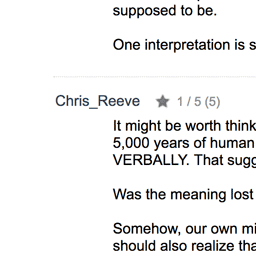 supposed to be.
One interpretation is s
Chris_Reeve ★ 1 / 5 (5)
It might be worth think
5,000 years of human
VERBALLY. That sugg
Was the meaning lost
Somehow, our own mi
should also realize tha